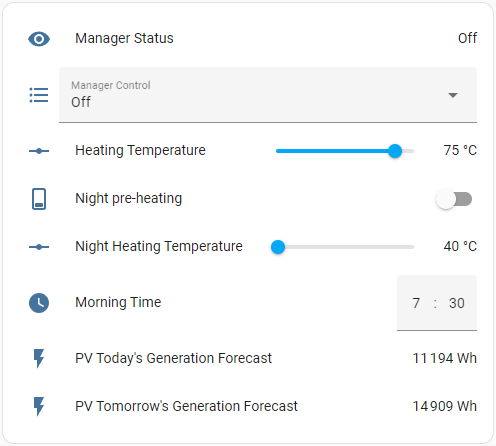 Manager Status Off
Manager Control
Off
Heating Temperature 75 °C
Night pre-heating
Night Heating Temperature 40 °C
Morning Time 7 : 30
PV Today's Generation Forecast 11 194 Wh
PV Tomorrow's Generation Forecast 14 909 Wh